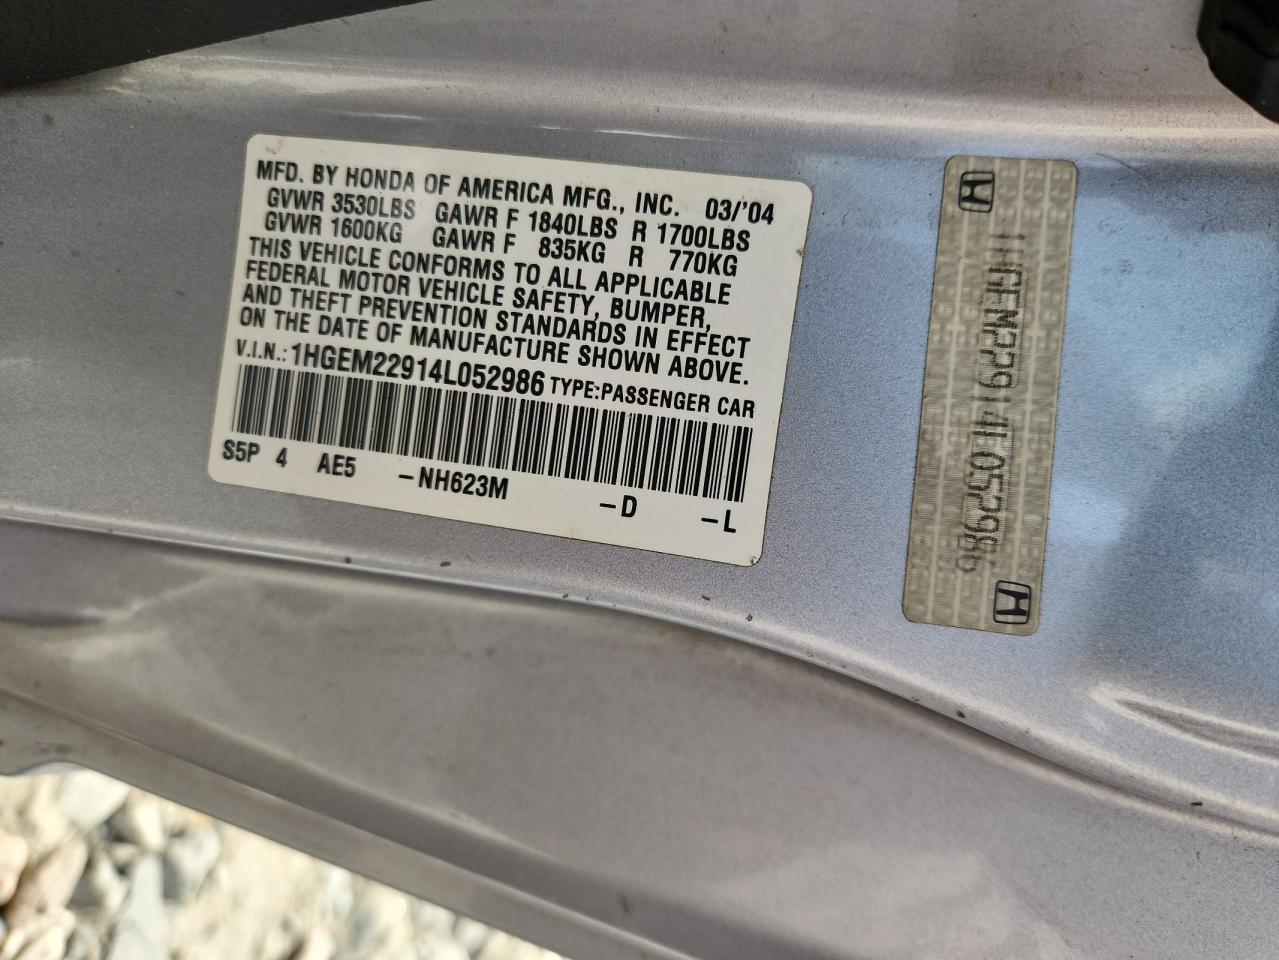 MFD. BY HONDA OF AMERICA MFG., INC. 03/'04
GVWR 3530LBS GAWR F 1840LBS R 1700LBS
GVWR 1600KG GAWR F 835KG R 770KG
THIS VEHICLE CONFORMS TO ALL APPLICABLE
FEDERAL MOTOR VEHICLE SAFETY, BUMPER,
AND THEFT PREVENTION STANDARDS IN EFFECT
ON THE DATE OF MANUFACTURE SHOWN ABOVE.
V.I.N.: 1HGEM22914L052986 TYPE:PASSENGER CAR
S5P 4 AE5 -NH623M -D -L
1HGEM22914L052986